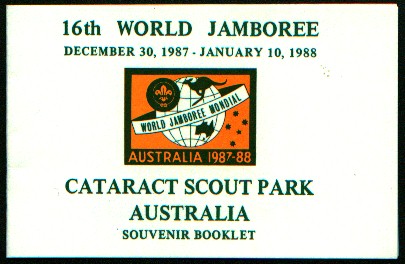 16th WORLD JAMBOREE
DECEMBER 30, 1987 - JANUARY 10, 1988
WORLD JAMBOREE MONDIAL
AUSTRALIA 1987-88
CATARACT SCOUT PARK
AUSTRALIA
SOUVENIR BOOKLET